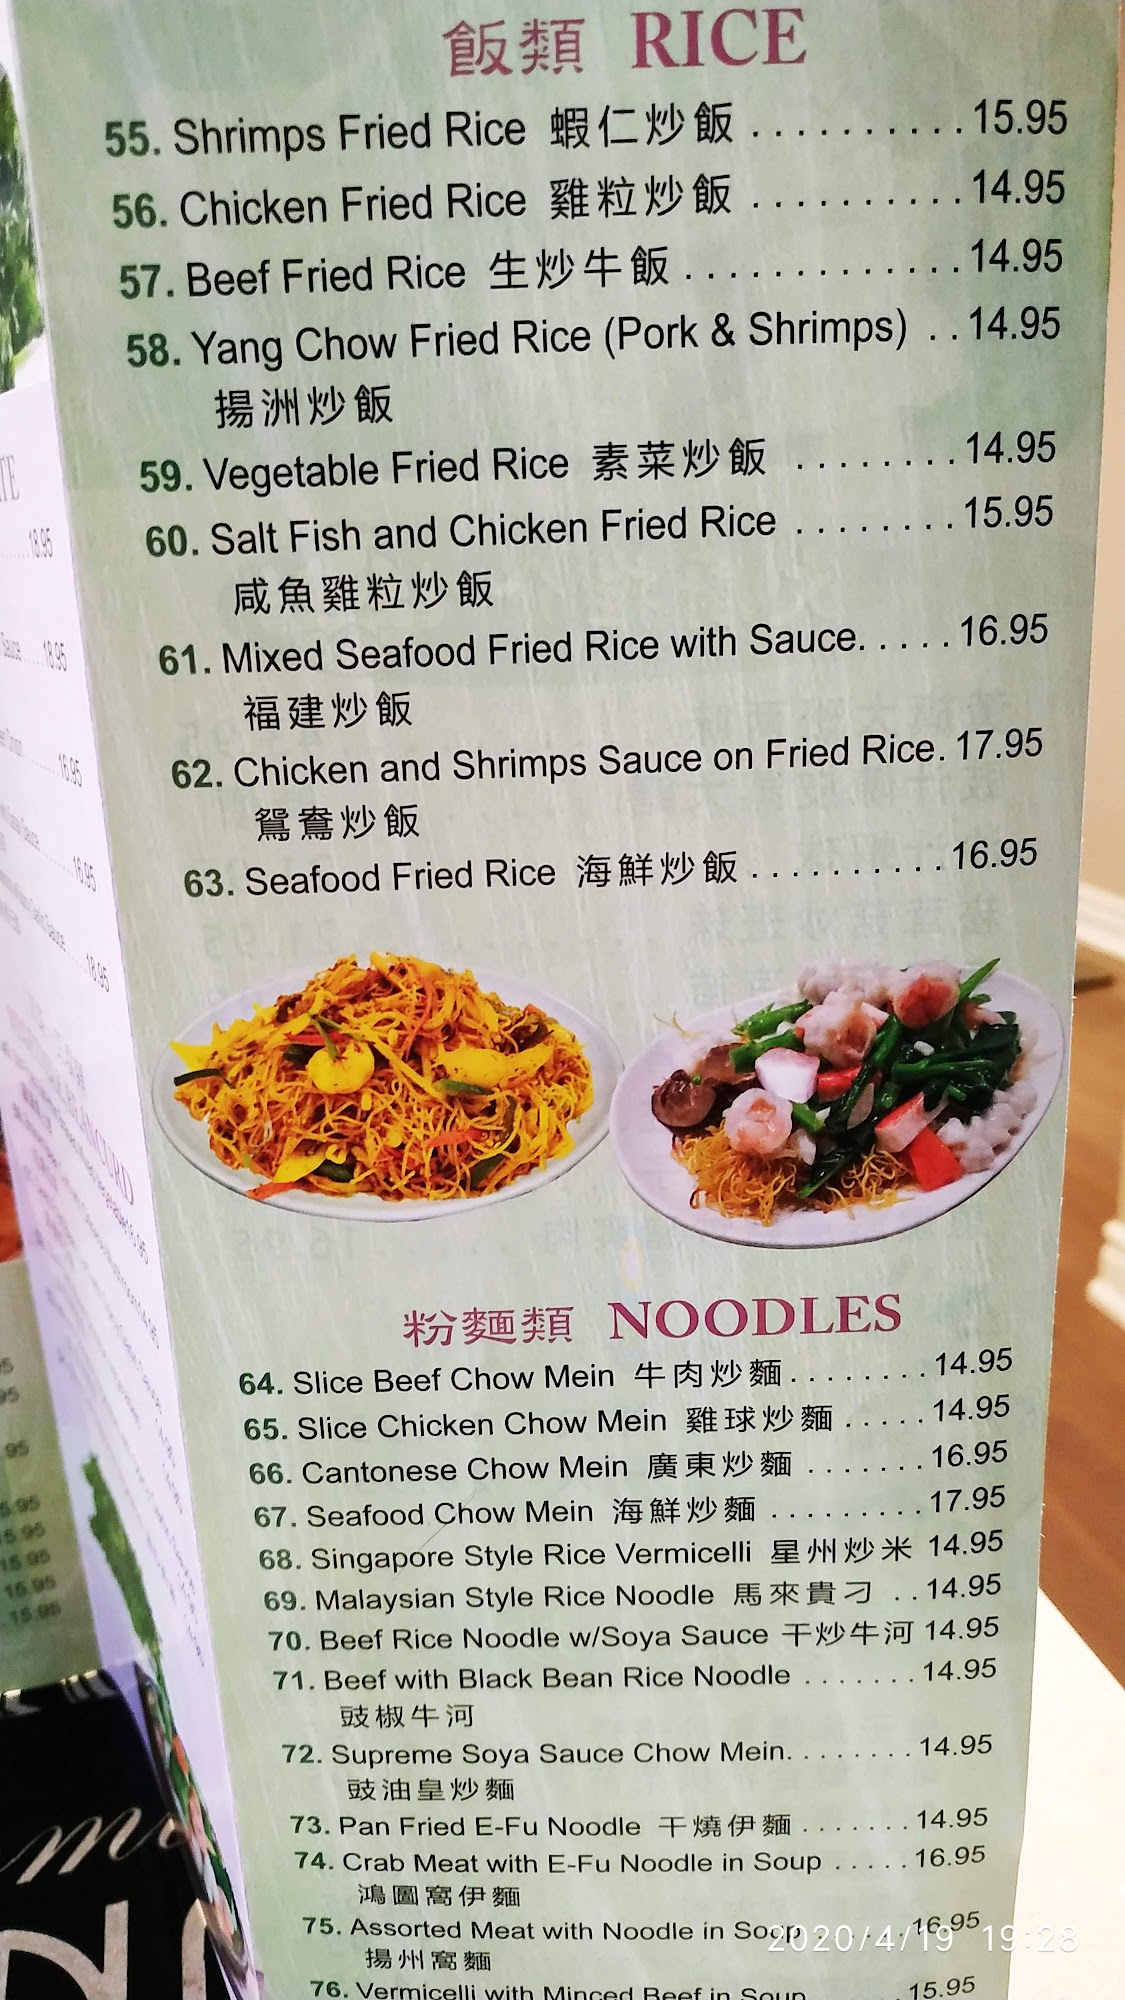 飯類 RICE
55. Shrimps Fried Rice 蝦仁炒飯 .......... 15.95
56. Chicken Fried Rice 雞粒炒飯 .......... 14.95
57. Beef Fried Rice 生炒牛飯 ............. 14.95
58. Yang Chow Fried Rice (Pork & Shrimps) .. 14.95
揚洲炒飯
59. Vegetable Fried Rice 素菜炒飯 ........ 14.95
60. Salt Fish and Chicken Fried Rice ........ 15.95
咸魚雞粒炒飯
61. Mixed Seafood Fried Rice with Sauce..... 16.95
福建炒飯
62. Chicken and Shrimps Sauce on Fried Rice. 17.95
鴛鴦炒飯
63. Seafood Fried Rice 海鮮炒飯 .......... 16.95
粉麵類 NOODLES
64. Slice Beef Chow Mein 牛肉炒麵........ 14.95
65. Slice Chicken Chow Mein 雞球炒麵 ..... 14.95
66. Cantonese Chow Mein 廣東炒麵 ....... 16.95
67. Seafood Chow Mein 海鮮炒麵 ......... 17.95
68. Singapore Style Rice Vermicelli 星州炒米 14.95
69. Malaysian Style Rice Noodle 馬來貴刁 .. 14.95
70. Beef Rice Noodle w/Soya Sauce 干炒牛河 14.95
71. Beef with Black Bean Rice Noodle ....... 14.95
豉椒牛河
72. Supreme Soya Sauce Chow Mein........ 14.95
豉油皇炒麵
73. Pan Fried E-Fu Noodle 干燒伊麵 ....... 14.95
74. Crab Meat with E-Fu Noodle in Soup ..... 16.95
鴻圖窩伊麵
75. Assorted Meat with Noodle in Soup ..... 16.95
揚州窩麵
76. Vermicelli with Minced Beef in Soup ..... 15.95
2020/4/19 19:28